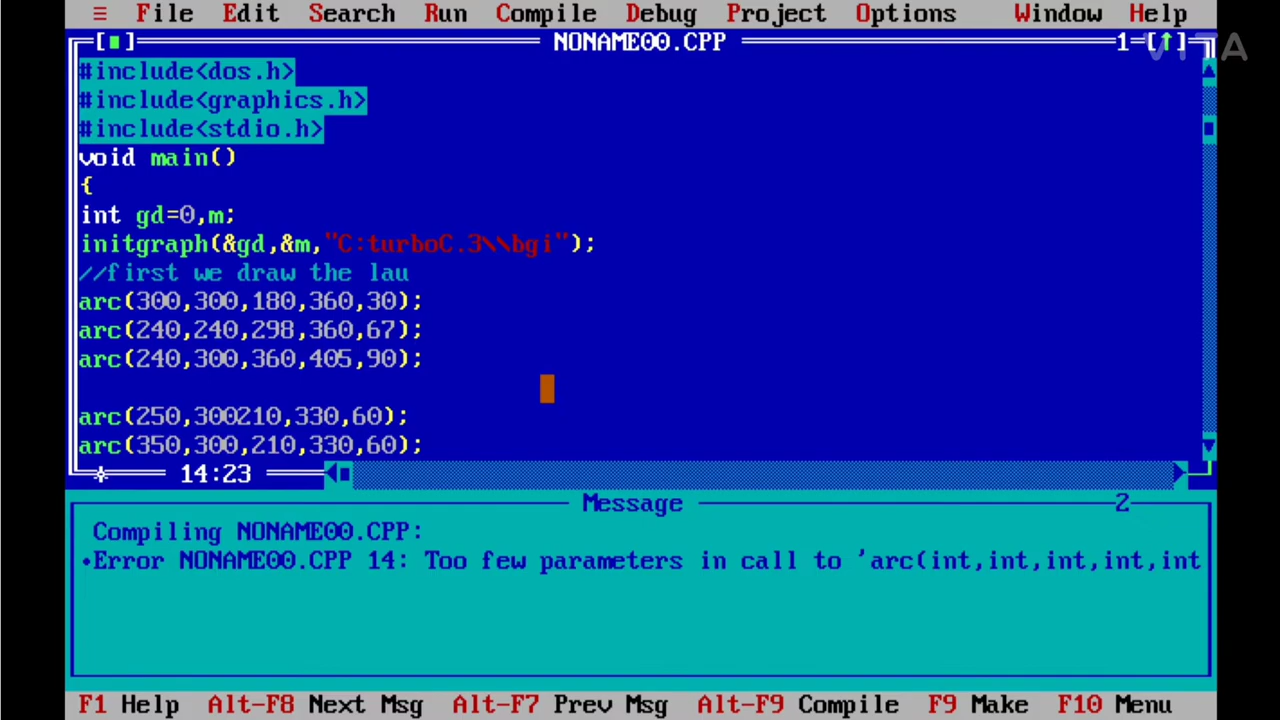 ≡ File Edit Search Run Compile Debug Project Options Window Help
[■] NONAME00.CPP 1=[↑]
VITA
#include<dos.h>
#include<graphics.h>
#include<stdio.h>
void main()
{
int gd=0,m;
initgraph(&gd,&m,"C:turboC.3\\bgi");
//first we draw the lau
arc(300,300,180,360,30);
arc(240,240,298,360,67);
arc(240,300,360,405,90);
arc(250,300210,330,60);
arc(350,300,210,330,60);
14:23
Message 2
Compiling NONAME00.CPP:
•Error NONAME00.CPP 14: Too few parameters in call to 'arc(int,int,int,int,int
F1 Help Alt-F8 Next Msg Alt-F7 Prev Msg Alt-F9 Compile F9 Make F10 Menu